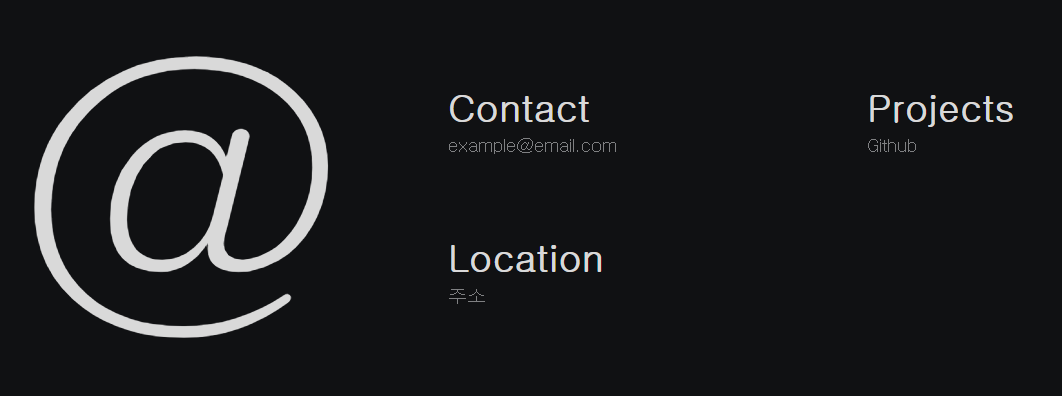 @
Contact
example@email.com
Location
주소
Projects
Github